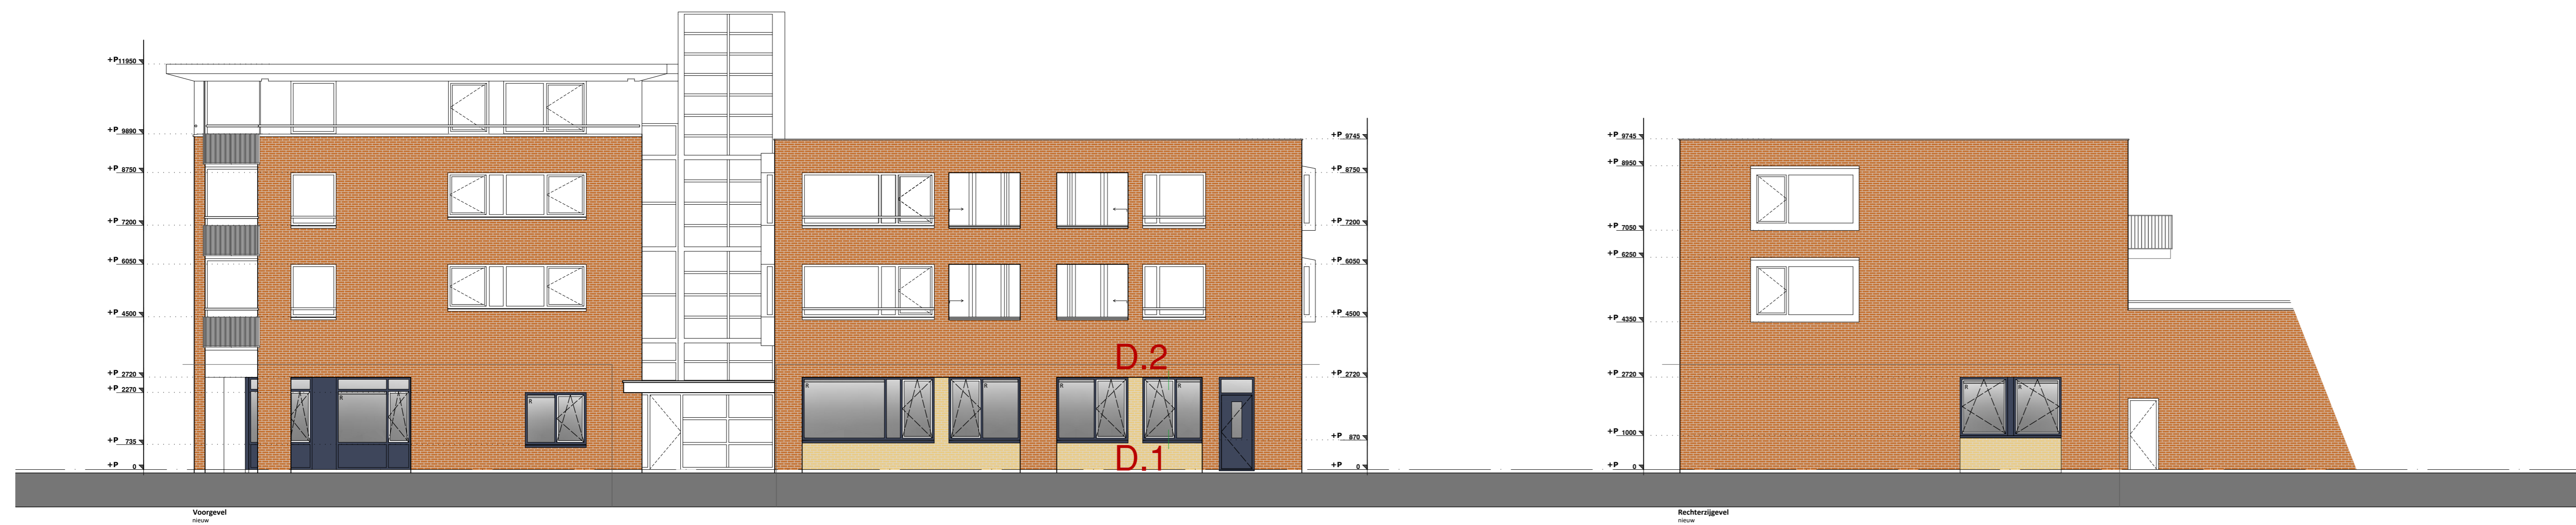 +P 11950
+P 9890
+P 8750
+P 7200
+P 6050
+P 4500
+P 2720
+P 2270
+P 735
+P 0
R
R
R
R
R
R
R
D.2
D.1
+P 9745
+P 8750
+P 7200
+P 6050
+P 4500
+P 2720
+P 870
+P 0
Voorgevel
nieuw
+P 9745
+P 8950
+P 7050
+P 6250
+P 4350
+P 2720
+P 1000
+P 0
R
R
Rechterzijgevel
nieuw